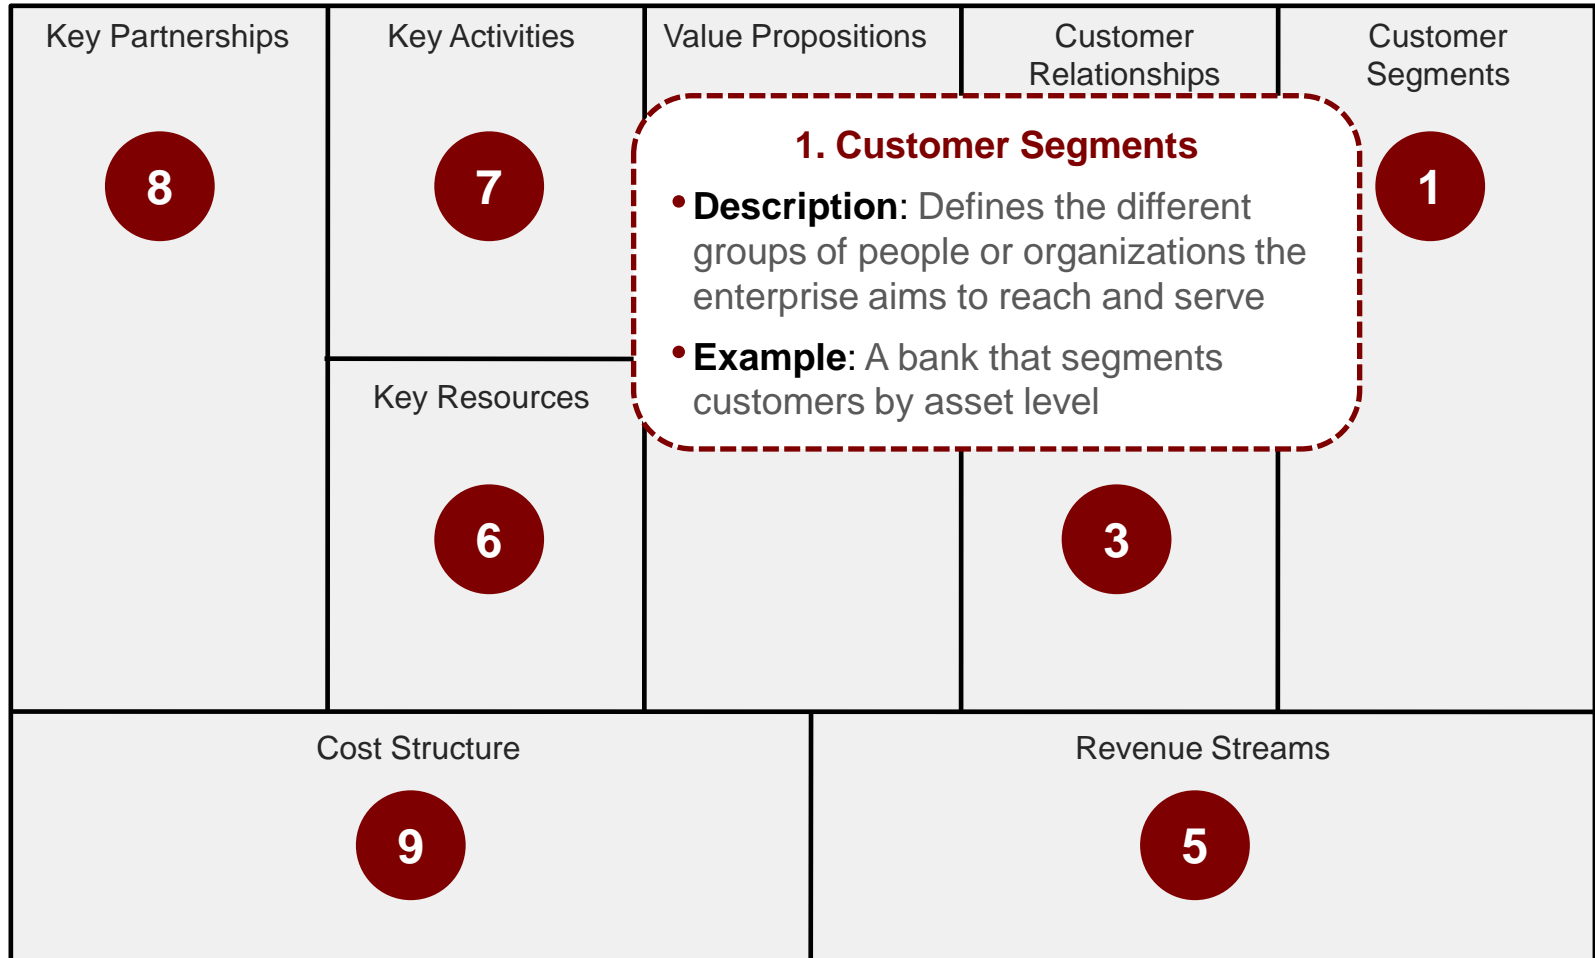 Key Partnerships
8
Key Activities
7
Key Resources
6
Value Propositions
Customer
Relationships
3
Customer
Segments
1
1. Customer Segments
•Description: Defines the different
groups of people or organizations the
enterprise aims to reach and serve
•Example: A bank that segments
customers by asset level
Cost Structure
9
Revenue Streams
5